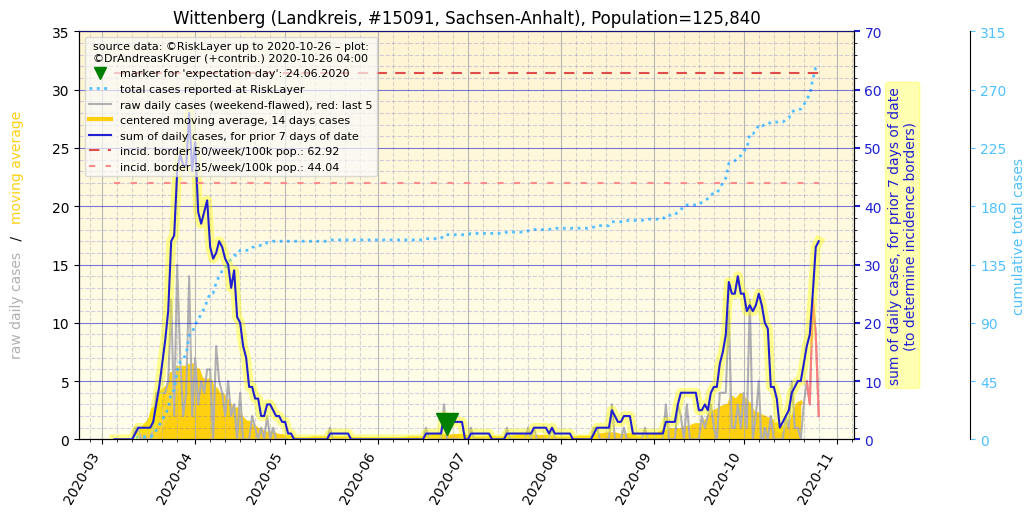 Wittenberg (Landkreis, #15091, Sachsen-Anhalt), Population=125,840
source data: ©RiskLayer up to 2020-10-26 – plot:
©DrAndreasKruger (+contrib.) 2020-10-26 04:00
marker for 'expectation day': 24.06.2020
total cases reported at RiskLayer
raw daily cases (weekend-flawed), red: last 5
centered moving average, 14 days cases
sum of daily cases, for prior 7 days of date
incid. border 50/week/100k pop.: 62.92
incid. border 35/week/100k pop.: 44.04
raw daily cases / moving average
35
30
25
20
15
10
5
0
70
60
50
40
30
20
10
0
sum of daily cases, for prior 7 days of date
(to determine incidence borders)
315
270
225
180
135
90
45
0
cumulative total cases
2020-03
2020-04
2020-05
2020-06
2020-07
2020-08
2020-09
2020-10
2020-11